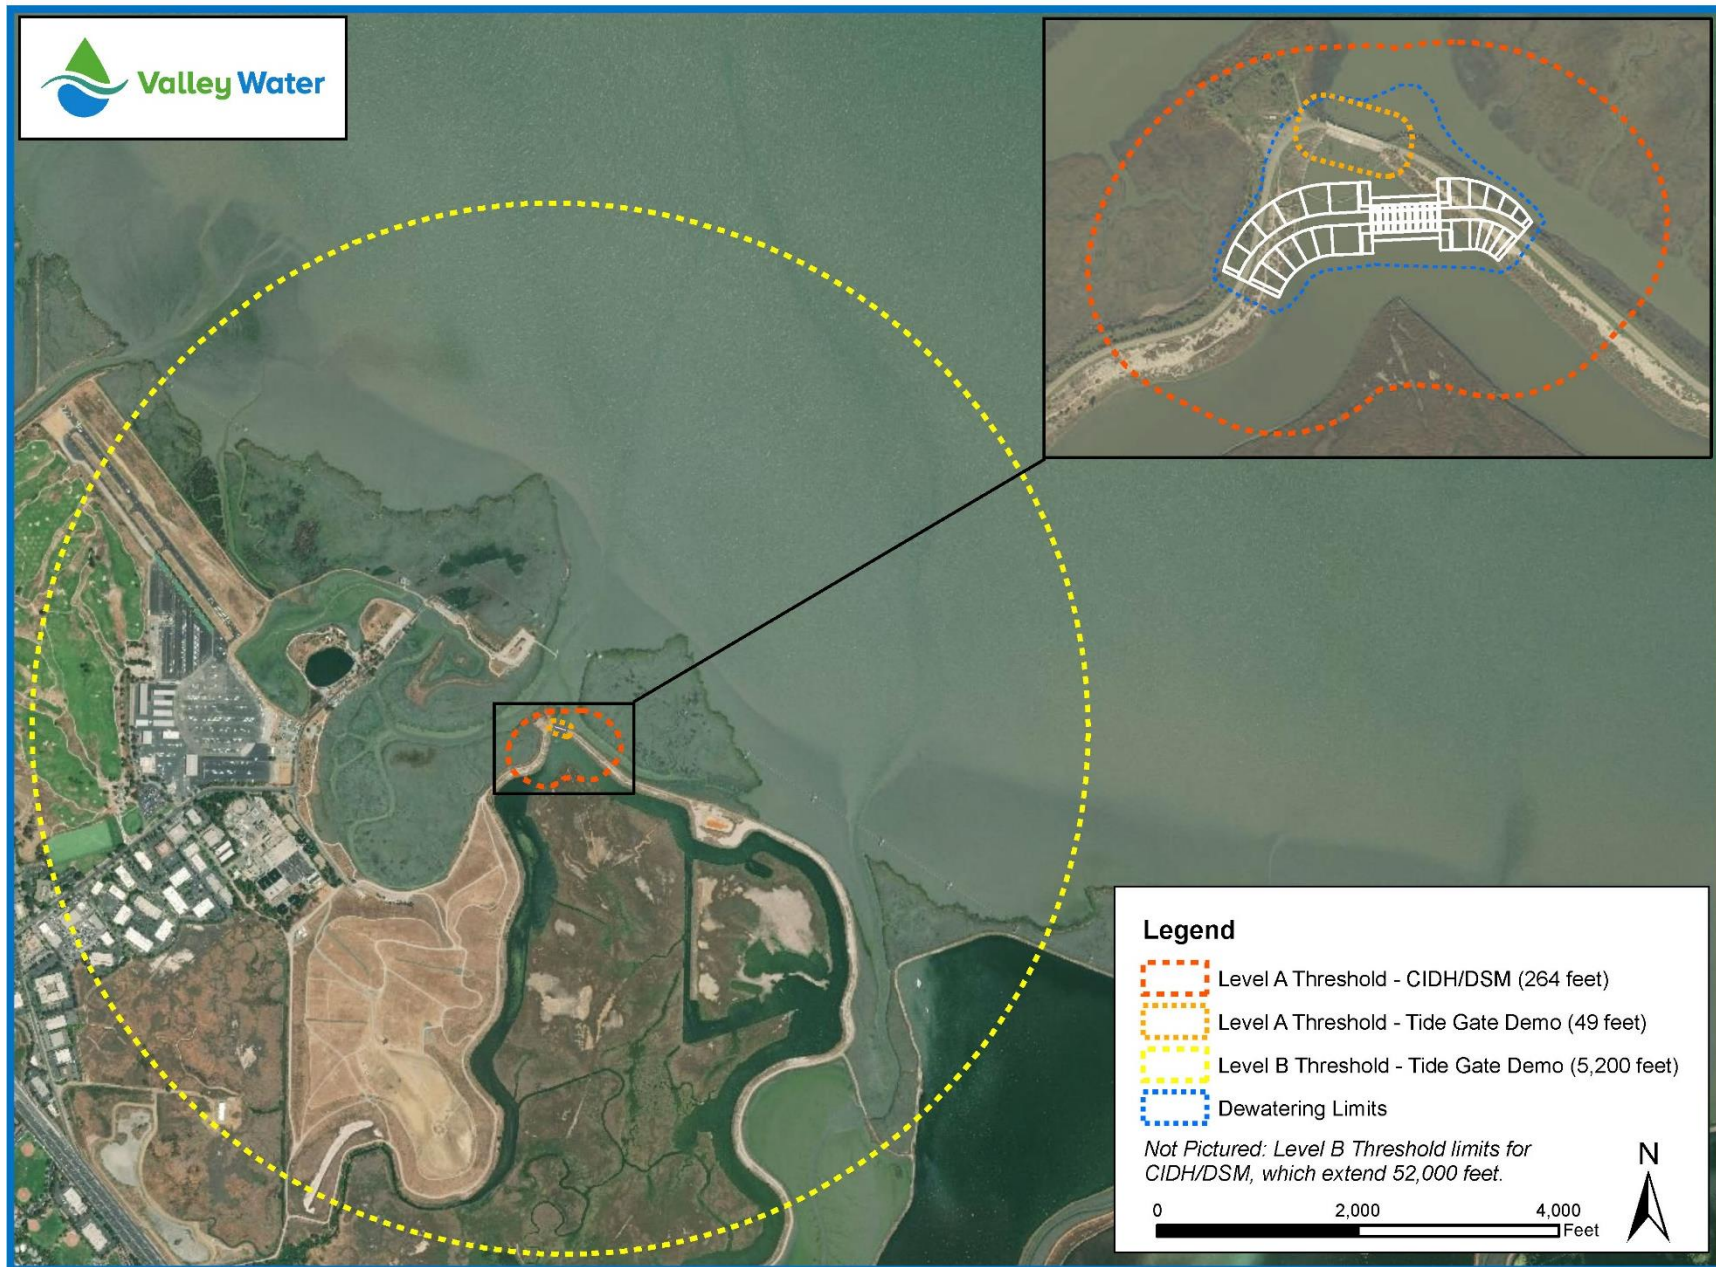 Valley Water
Legend
Level A Threshold - CIDH/DSM (264 feet)
Level A Threshold - Tide Gate Demo (49 feet)
Level B Threshold - Tide Gate Demo (5,200 feet)
Dewatering Limits
Not Pictured: Level B Threshold limits for
CIDH/DSM, which extend 52,000 feet.
N
0 2,000 4,000
Feet